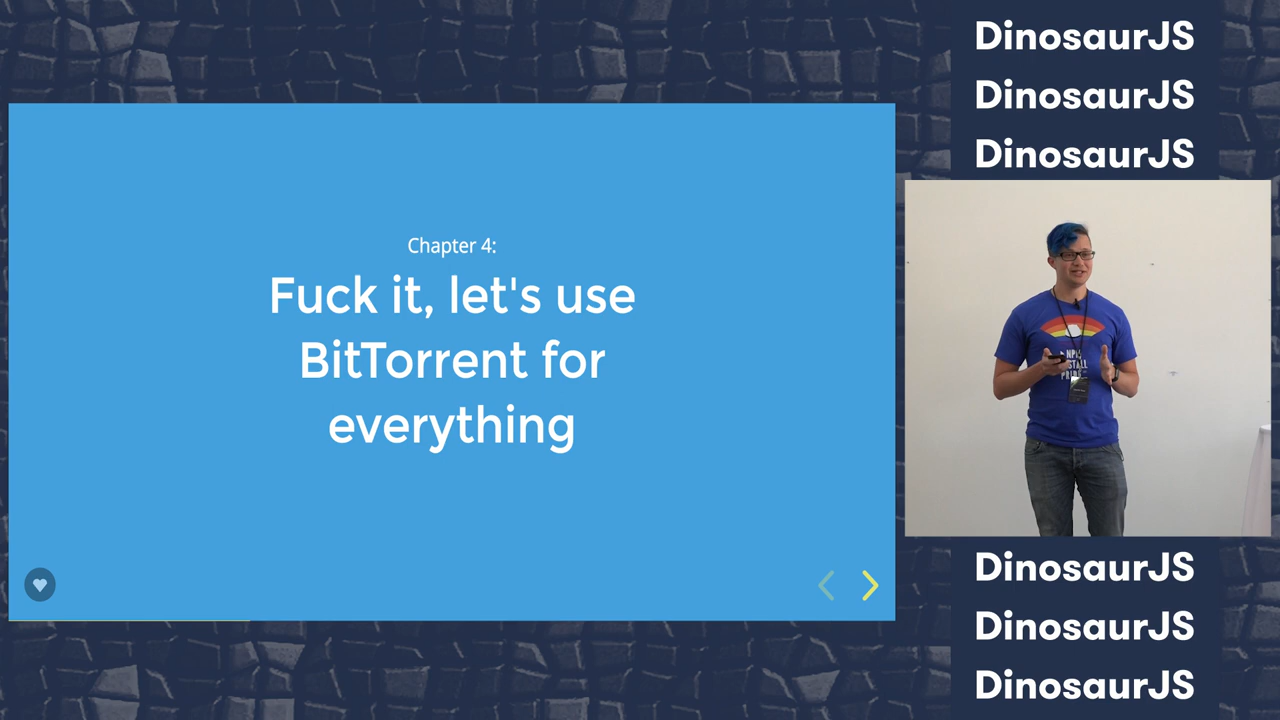 DinosaurJS
DinosaurJS
DinosaurJS
Chapter 4:
Fuck it, let's use
BitTorrent for
everything
DinosaurJS
DinosaurJS
DinosaurJS